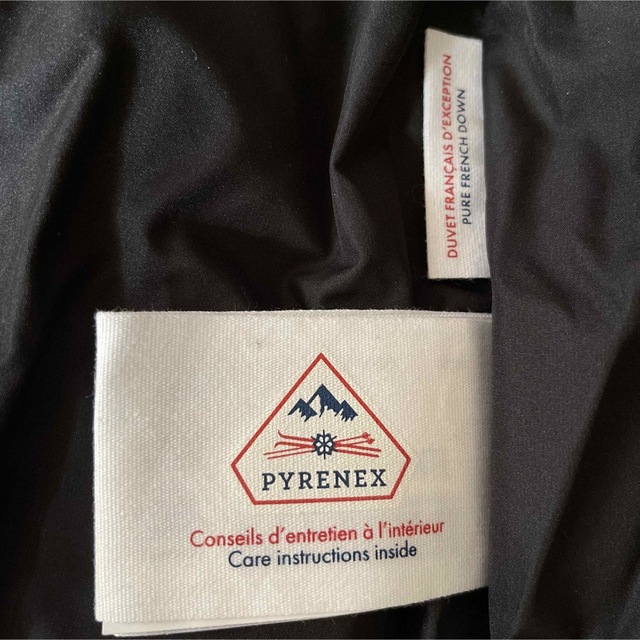 DUVET FRANÇAIS D'EXCEPTION
PURE FRENCH DOWN
PYRENEX
Conseils d'entretien à l'intérieur
Care instructions inside